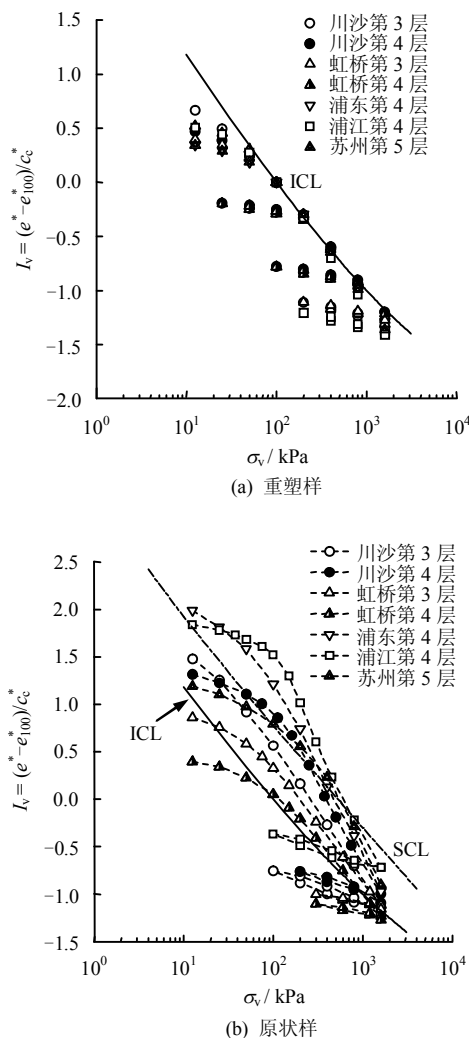 1.5
1.0
0.5
0.0
−0.5
−1.0
−1.5
−2.0
I_v = (e*−e*_100)/c_c*
川沙第 3 层
川沙第 4 层
虹桥第 3 层
虹桥第 4 层
浦东第 4 层
浦江第 4 层
苏州第 5 层
ICL
10^0 10^1 10^2 10^3 10^4
σ_v / kPa
(a) 重塑样
2.5
2.0
1.5
1.0
0.5
0.0
−0.5
−1.0
−1.5
I_v = (e*−e*_100)/c_c*
川沙第 3 层
川沙第 4 层
虹桥第 3 层
虹桥第 4 层
浦东第 4 层
浦江第 4 层
苏州第 5 层
ICL
SCL
10^0 10^1 10^2 10^3 10^4
σ_v / kPa
(b) 原状样